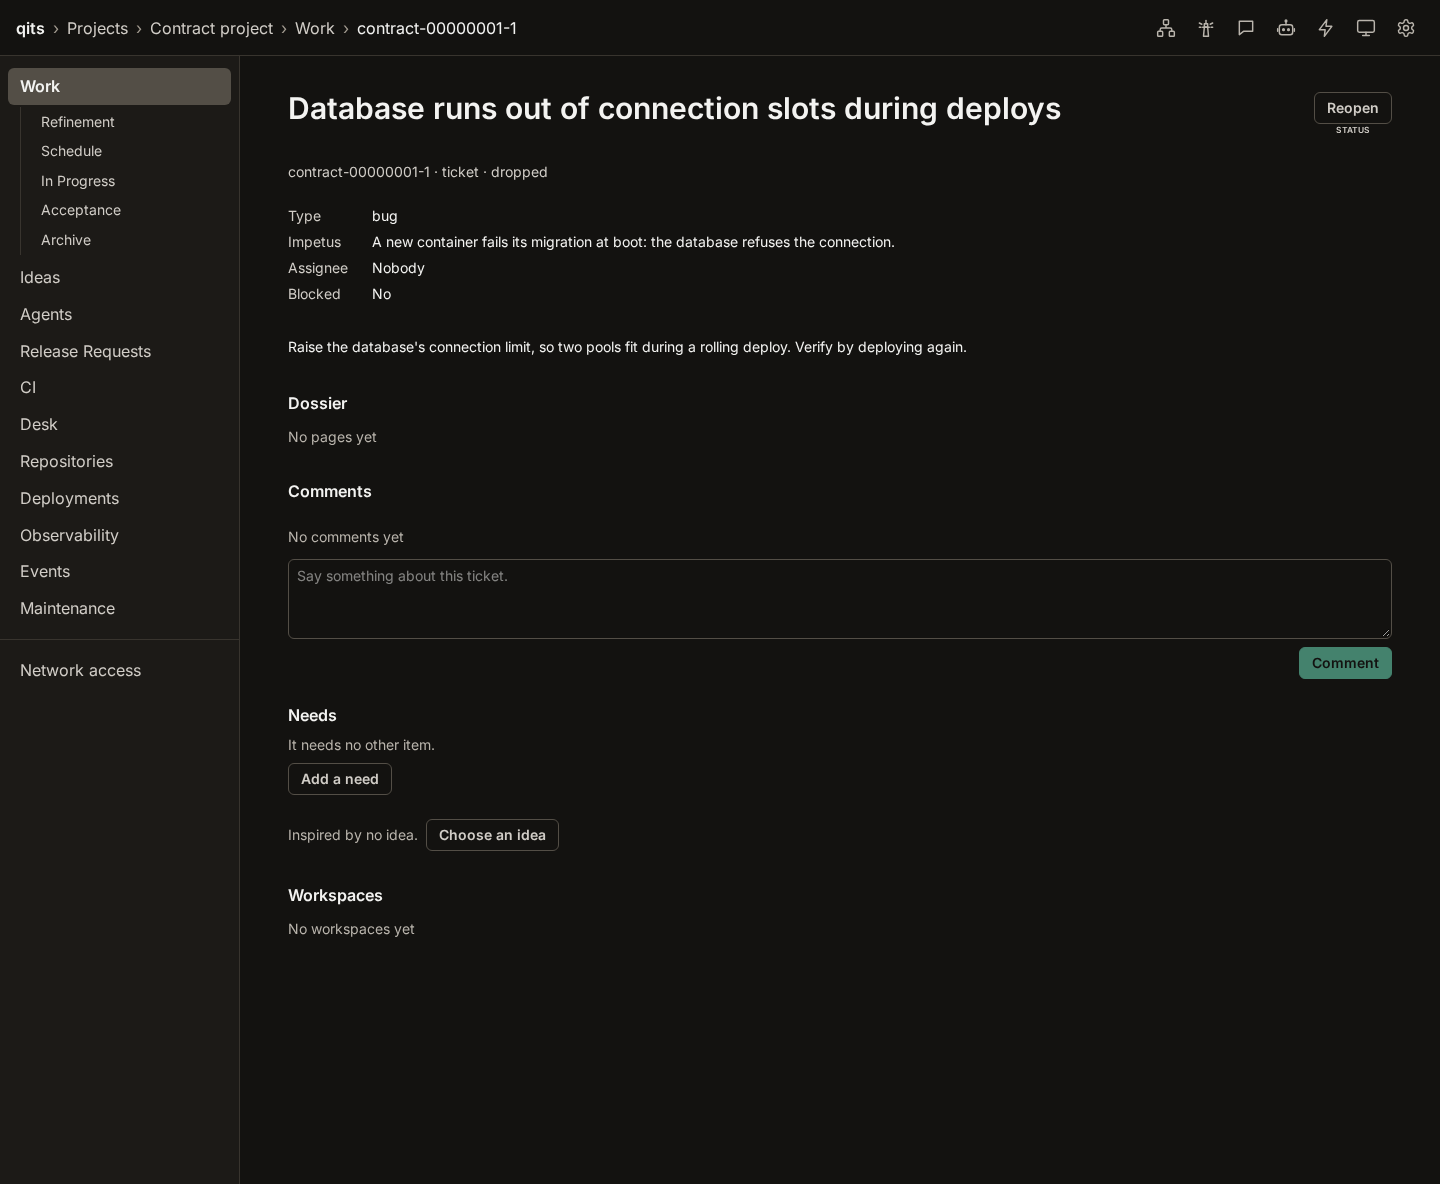 qits › Projects › Contract project › Work › contract-00000001-1
Work
Refinement
Schedule
In Progress
Acceptance
Archive
Ideas
Agents
Release Requests
CI
Desk
Repositories
Deployments
Observability
Events
Maintenance
Network access
Database runs out of connection slots during deploys
Reopen
STATUS
contract-00000001-1 · ticket · dropped
Type bug
Impetus A new container fails its migration at boot: the database refuses the connection.
Assignee Nobody
Blocked No
Raise the database's connection limit, so two pools fit during a rolling deploy. Verify by deploying again.
Dossier
No pages yet
Comments
No comments yet
Say something about this ticket.
Comment
Needs
It needs no other item.
Add a need
Inspired by no idea. Choose an idea
Workspaces
No workspaces yet